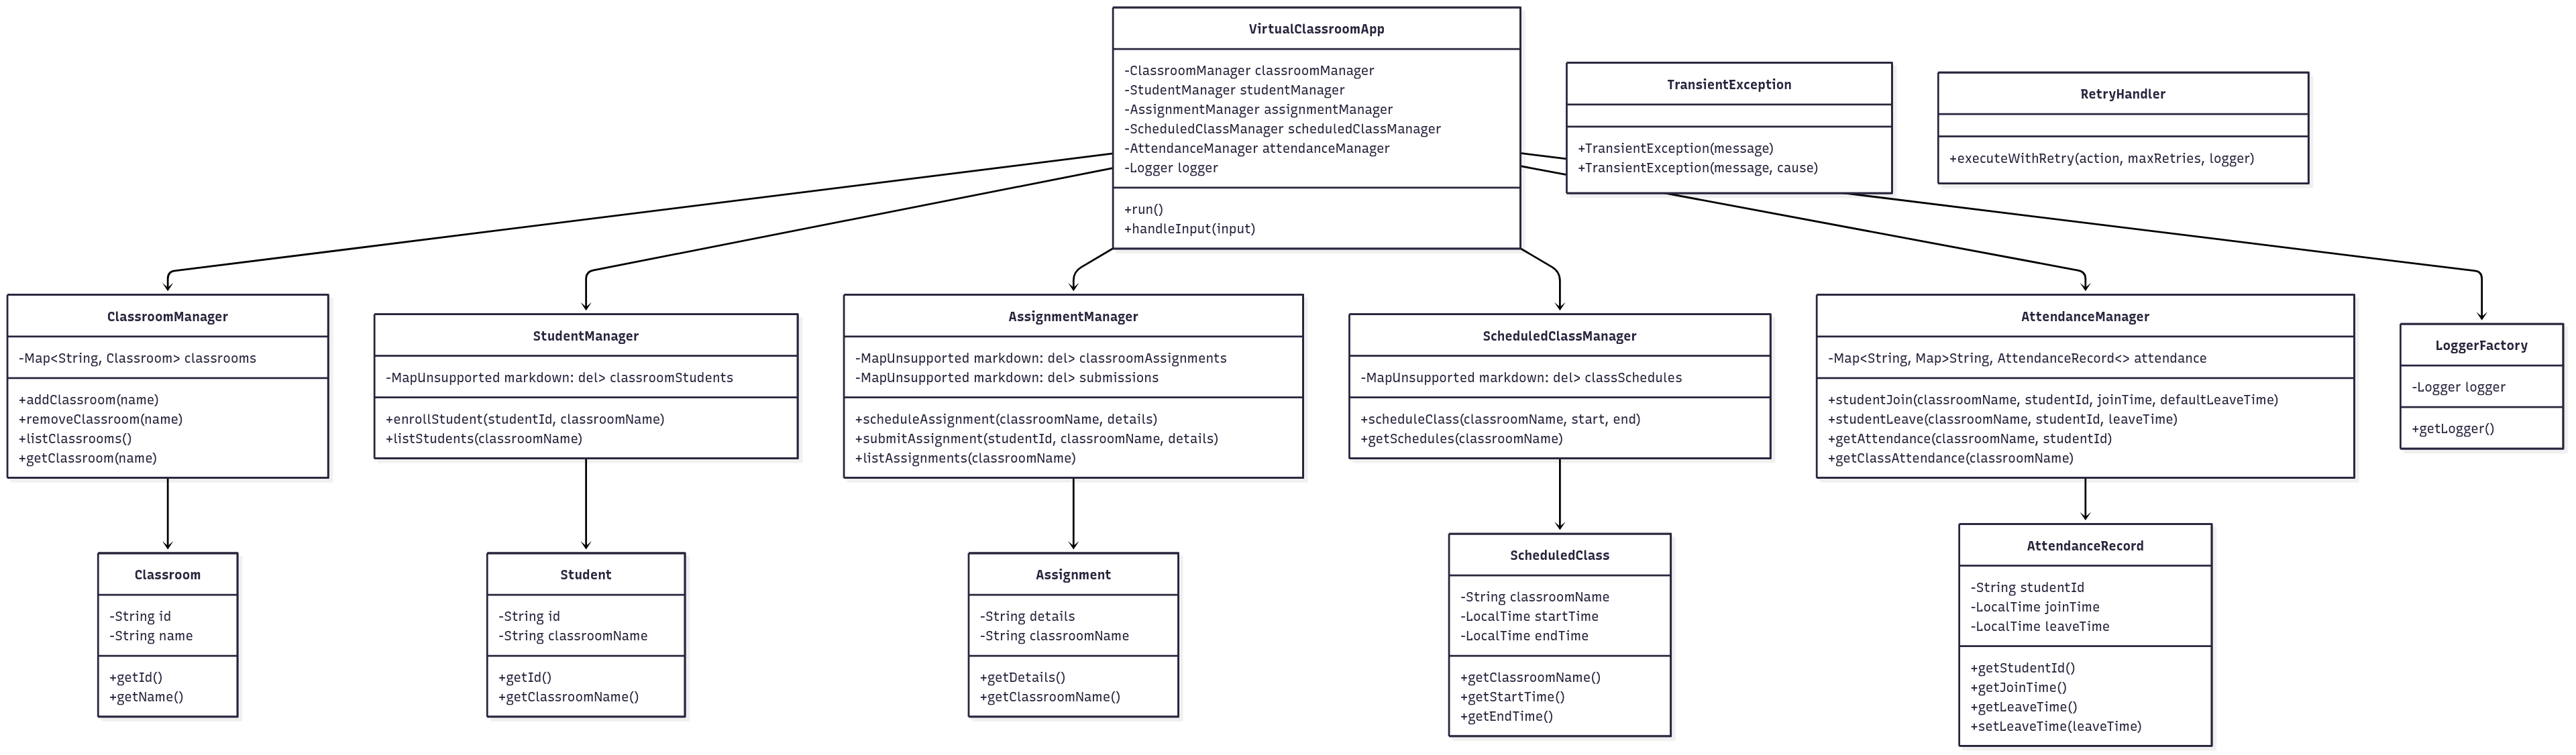 VirtualClassroomApp
-ClassroomManager classroomManager
-StudentManager studentManager
-AssignmentManager assignmentManager
-ScheduledClassManager scheduledClassManager
-AttendanceManager attendanceManager
-Logger logger
+run()
+handleInput(input)
TransientException
+TransientException(message)
+TransientException(message, cause)
RetryHandler
+executeWithRetry(action, maxRetries, logger)
ClassroomManager
-Map<String, Classroom> classrooms
+addClassroom(name)
+removeClassroom(name)
+listClassrooms()
+getClassroom(name)
StudentManager
-MapUnsupported markdown: del> classroomStudents
+enrollStudent(studentId, classroomName)
+listStudents(classroomName)
AssignmentManager
-MapUnsupported markdown: del> classroomAssignments
-MapUnsupported markdown: del> submissions
+scheduleAssignment(classroomName, details)
+submitAssignment(studentId, classroomName, details)
+listAssignments(classroomName)
ScheduledClassManager
-MapUnsupported markdown: del> classSchedules
+scheduleClass(classroomName, start, end)
+getSchedules(classroomName)
AttendanceManager
-Map<String, Map>String, AttendanceRecord<> attendance
+studentJoin(classroomName, studentId, joinTime, defaultLeaveTime)
+studentLeave(classroomName, studentId, leaveTime)
+getAttendance(classroomName, studentId)
+getClassAttendance(classroomName)
LoggerFactory
-Logger logger
+getLogger()
Classroom
-String id
-String name
+getId()
+getName()
Student
-String id
-String classroomName
+getId()
+getClassroomName()
Assignment
-String details
-String classroomName
+getDetails()
+getClassroomName()
ScheduledClass
-String classroomName
-LocalTime startTime
-LocalTime endTime
+getClassroomName()
+getStartTime()
+getEndTime()
AttendanceRecord
-String studentId
-LocalTime joinTime
-LocalTime leaveTime
+getStudentId()
+getJoinTime()
+getLeaveTime()
+setLeaveTime(leaveTime)